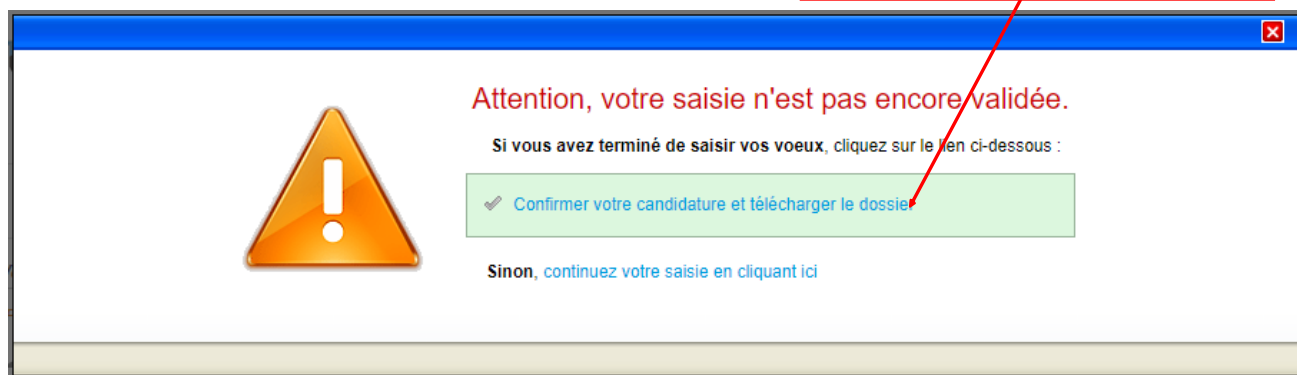 Attention, votre saisie n'est pas encore validée.
Si vous avez terminé de saisir vos voeux, cliquez sur le lien ci-dessous :
Confirmer votre candidature et télécharger le dossier
Sinon, continuez votre saisie en cliquant ici